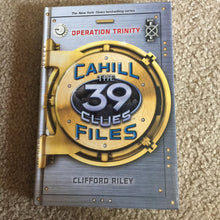 The New York Times bestselling series
OPERATION TRINITY
CAHILL
THE
39
CLUES
FILES
CLIFFORD RILEY